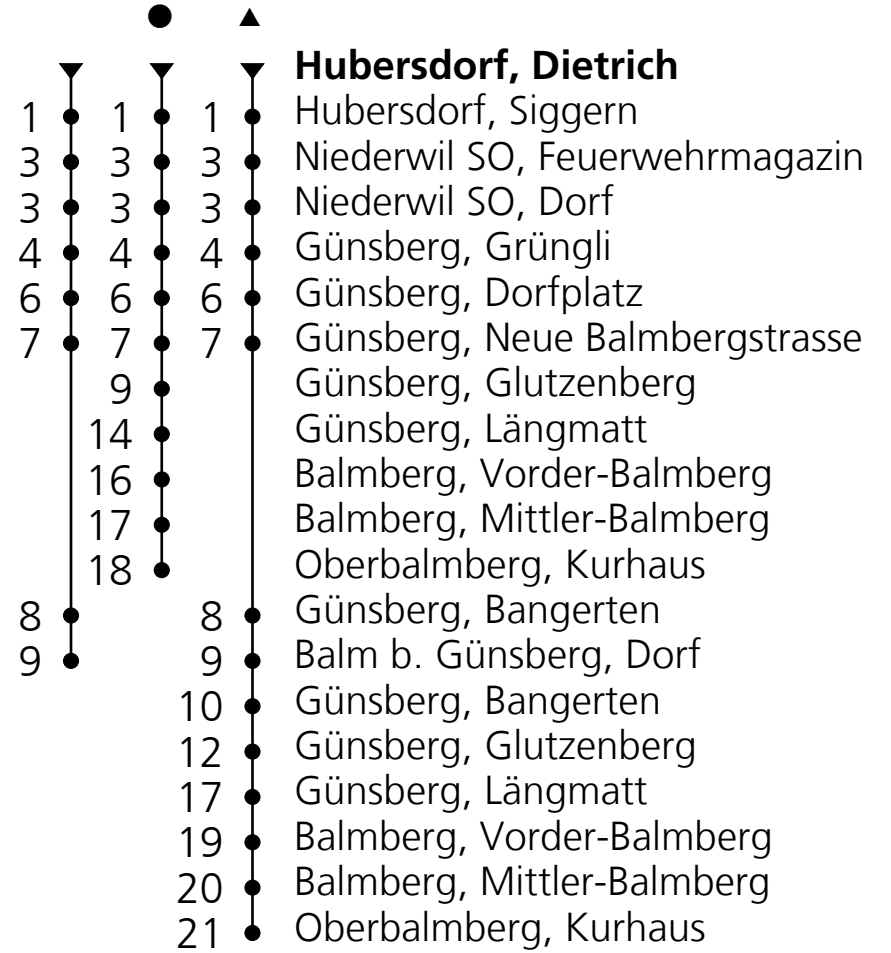 Hubersdorf, Dietrich
1 1 1 Hubersdorf, Siggern
3 3 3 Niederwil SO, Feuerwehrmagazin
3 3 3 Niederwil SO, Dorf
4 4 4 Günsberg, Grüngli
6 6 6 Günsberg, Dorfplatz
7 7 7 Günsberg, Neue Balmbergstrasse
9 Günsberg, Glutzenberg
14 Günsberg, Längmatt
16 Balmberg, Vorder-Balmberg
17 Balmberg, Mittler-Balmberg
18 Oberbalmberg, Kurhaus
8 8 Günsberg, Bangerten
9 9 Balm b. Günsberg, Dorf
10 Günsberg, Bangerten
12 Günsberg, Glutzenberg
17 Günsberg, Längmatt
19 Balmberg, Vorder-Balmberg
20 Balmberg, Mittler-Balmberg
21 Oberbalmberg, Kurhaus